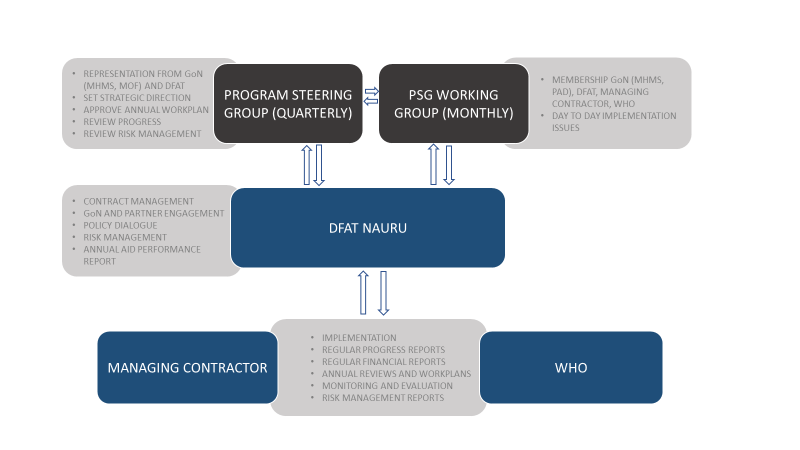 • REPRESENTATION FROM GoN
(MHMS, MOF) AND DFAT
• SET STRATEGIC DIRECTION
• APPROVE ANNUAL WORKPLAN
• REVIEW PROGRESS
• REVIEW RISK MANAGEMENT
PROGRAM STEERING
GROUP (QUARTERLY)
PSG WORKING
GROUP (MONTHLY)
• MEMBERSHIP GoN (MHMS,
PAD), DFAT, MANAGING
CONTRACTOR, WHO
• DAY TO DAY IMPLEMENTATION
ISSUES
• CONTRACT MANAGEMENT
• GoN AND PARTNER ENGAGEMENT
• POLICY DIALOGUE
• RISK MANAGEMENT
• ANNUAL AID PERFORMANCE
REPORT
DFAT NAURU
MANAGING CONTRACTOR
• IMPLEMENTATION
• REGULAR PROGRESS REPORTS
• REGULAR FINANCIAL REPORTS
• ANNUAL REVIEWS AND WORKPLANS
• MONITORING AND EVALUATION
• RISK MANAGEMENT REPORTS
WHO